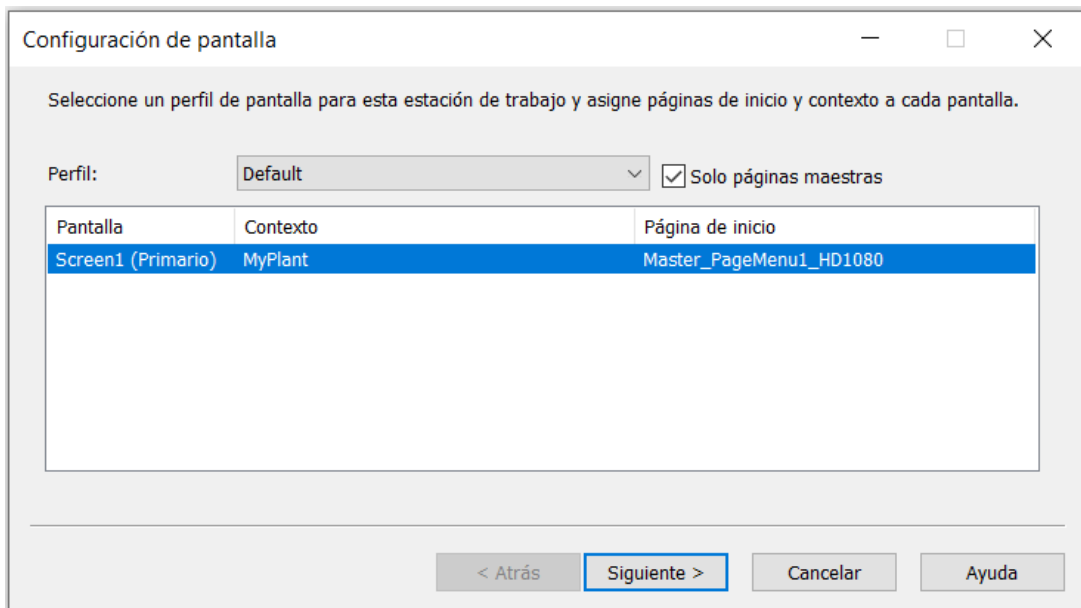 Configuración de pantalla
Seleccione un perfil de pantalla para esta estación de trabajo y asigne páginas de inicio y contexto a cada pantalla.
Perfil: Default Solo páginas maestras
Pantalla Contexto Página de inicio
Screen1 (Primario) MyPlant Master_PageMenu1_HD1080
< Atrás Siguiente > Cancelar Ayuda